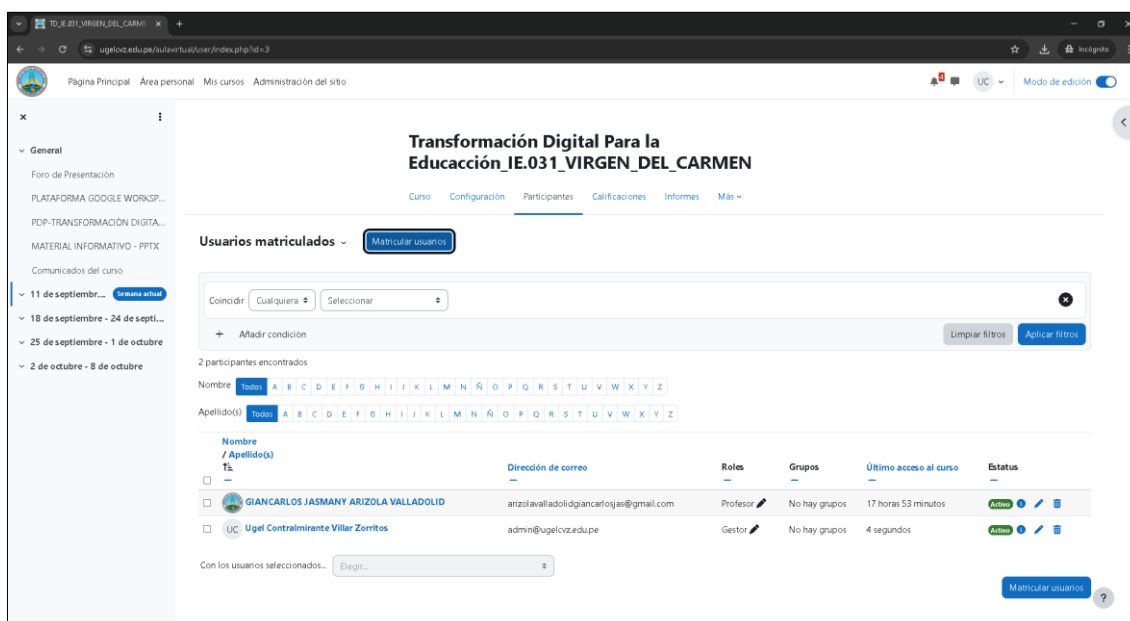 TD_IE.031_VIRGEN_DEL_CARME
ugelcvz.edu.pe/aulavirtual/user/index.php?id=3
Incógnito
Página Principal Área personal Mis cursos Administración del sitio
4 UC Modo de edición
General
Foro de Presentación
PLATAFORMA GOOGLE WORKSP...
PDP-TRANSFORMACIÓN DIGITA...
MATERIAL INFORMATIVO - PPTX
Comunicados del curso
11 de septiembr... Semana actual
18 de septiembre - 24 de septi...
25 de septiembre - 1 de octubre
2 de octubre - 8 de octubre
Transformación Digital Para la
Educacción_IE.031_VIRGEN_DEL_CARMEN
Curso Configuración Participantes Calificaciones Informes Más
Usuarios matriculados Matricular usuarios
Coincidir Cualquiera Seleccionar
+ Añadir condición Limpiar filtros Aplicar filtros
2 participantes encontrados
Nombre Todos A B C D E F G H I J K L M N Ñ O P Q R S T U V W X Y Z
Apellido(s) Todos A B C D E F G H I J K L M N Ñ O P Q R S T U V W X Y Z
Nombre
/ Apellido(s)
Dirección de correo Roles Grupos Último acceso al curso Estatus
GIANCARLOS JASMANY ARIZOLA VALLADOLID arizolavalladolidgiancarlosjas@gmail.com Profesor No hay grupos 17 horas 53 minutos Activo
UC Ugel Contralmirante Villar Zorritos admin@ugelcvz.edu.pe Gestor No hay grupos 4 segundos Activo
Con los usuarios seleccionados... Elegir...
Matricular usuarios
?